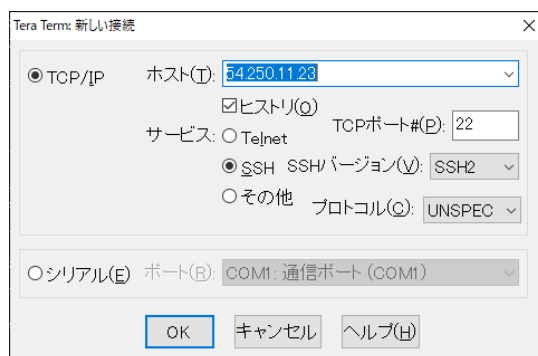 Tera Term: 新しい接続
TCP/IP
ホスト(T): 54.250.11.23
ヒストリ(O)
サービス: Telnet
TCPポート#(P): 22
SSH
SSHバージョン(V): SSH2
その他
プロトコル(C): UNSPEC
シリアル(E)
ポート(R): COM1: 通信ポート (COM1)
OK
キャンセル
ヘルプ(H)